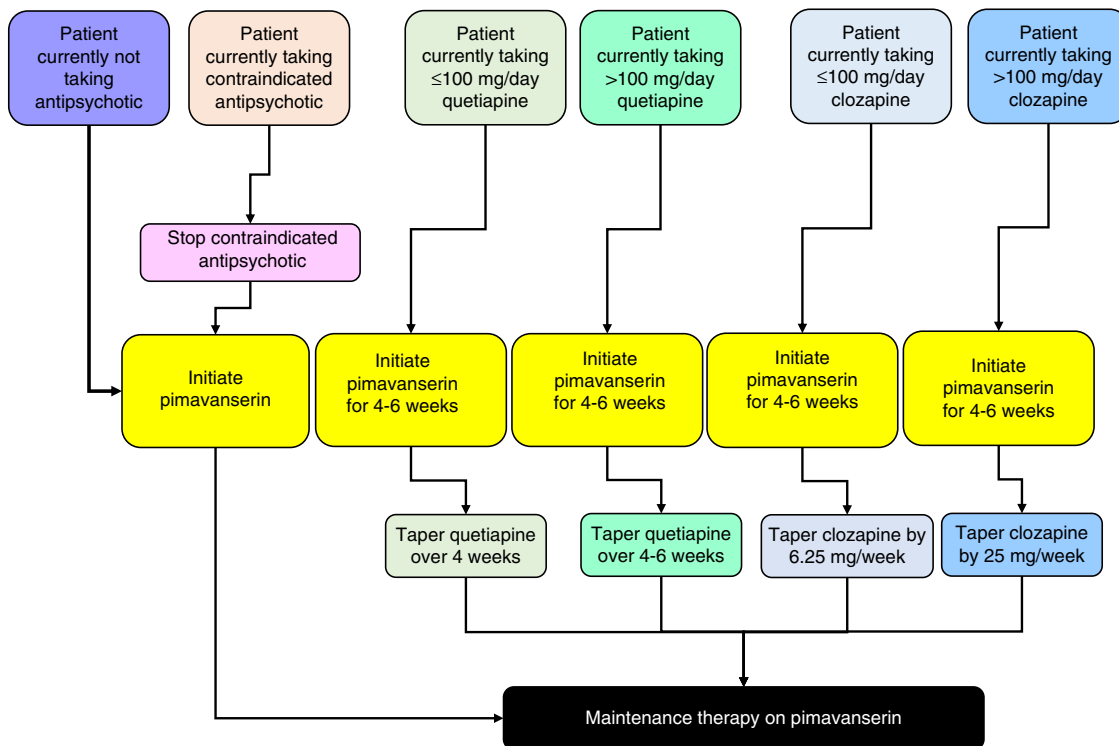 Patient
currently not
taking
antipsychotic
Patient
currently taking
contraindicated
antipsychotic
Patient
currently taking
≤100 mg/day
quetiapine
Patient
currently taking
>100 mg/day
quetiapine
Patient
currently taking
≤100 mg/day
clozapine
Patient
currently taking
>100 mg/day
clozapine
Stop contraindicated
antipsychotic
Initiate
pimavanserin
Initiate
pimavanserin
for 4-6 weeks
Initiate
pimavanserin
for 4-6 weeks
Initiate
pimavanserin
for 4-6 weeks
Initiate
pimavanserin
for 4-6 weeks
Taper quetiapine
over 4 weeks
Taper quetiapine
over 4-6 weeks
Taper clozapine by
6.25 mg/week
Taper clozapine
by 25 mg/week
Maintenance therapy on pimavanserin